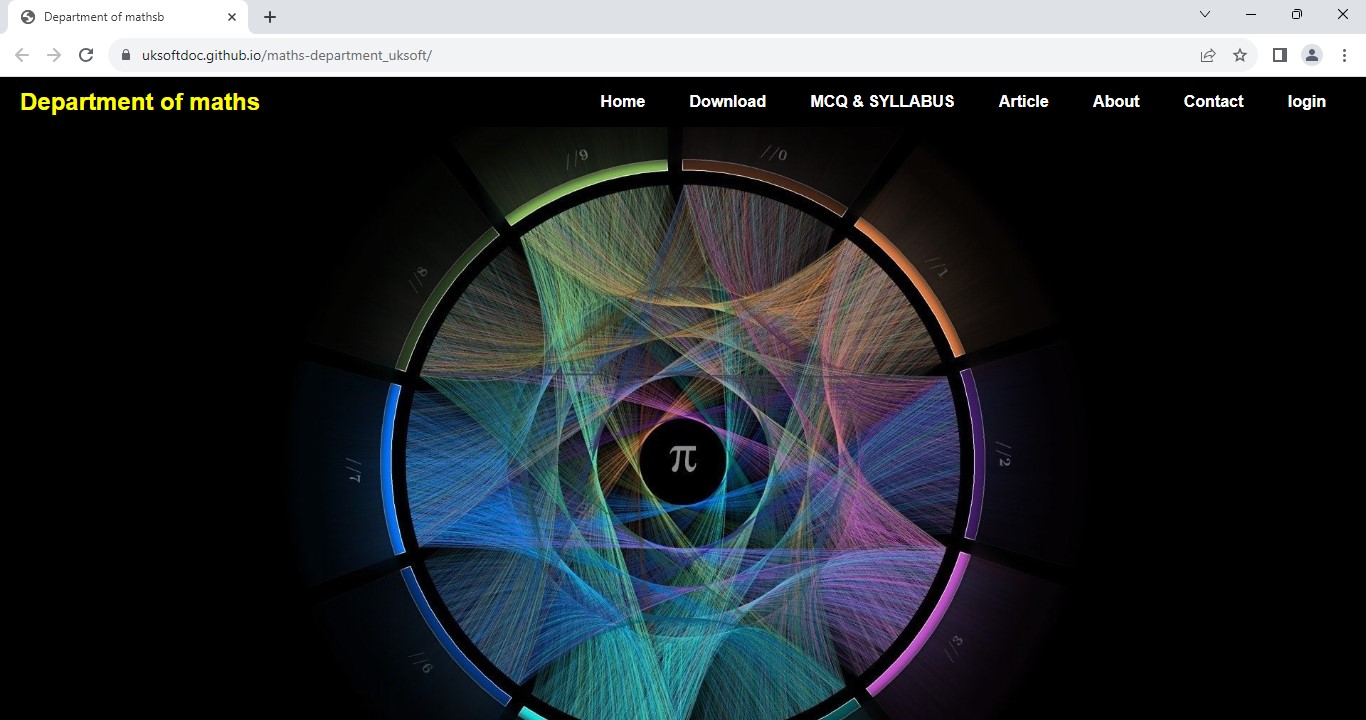 Department of mathsb
uksoftdoc.github.io/maths-department_uksoft/
Department of maths
Home Download MCQ & SYLLABUS Article About Contact login
//9 //0
//8 //1
π
//7 //2
//6 //3